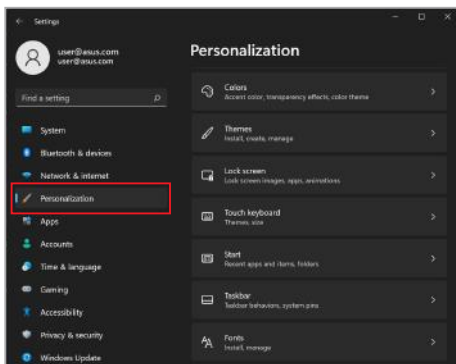 Settings
user@asus.com
user@asus.com
Find a setting
System
Bluetooth & devices
Network & internet
Personalization
Apps
Accounts
Time & language
Gaming
Accessibility
Privacy & security
Windows Update
Personalization
Colors
Accent color, transparency effects, color theme
Themes
Install, create, manage
Lock screen
Lock screen images, apps, animations
Touch keyboard
Themes, size
Start
Recent apps and items, folders
Taskbar
Taskbar behaviors, system pins
Fonts
Install, manage